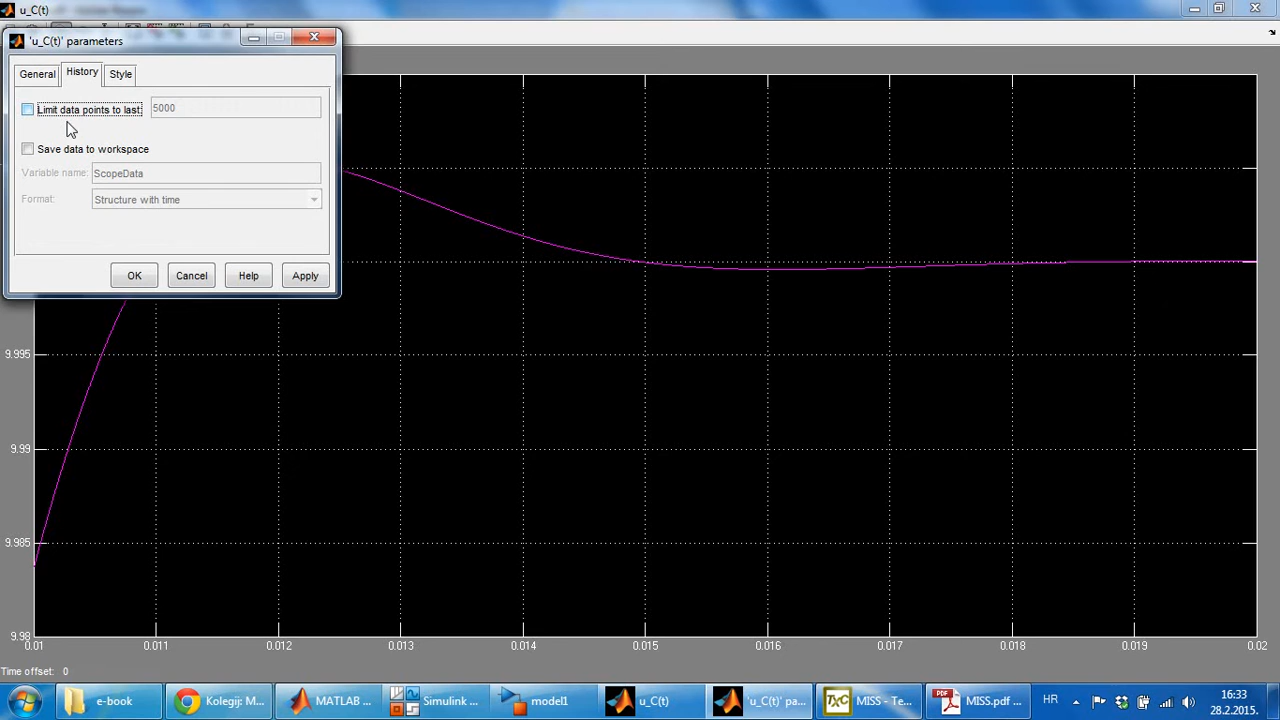 u_C(t)
'u_C(t)' parameters
General History Style
Limit data points to last: 5000
Save data to workspace
Variable name: ScopeData
Format: Structure with time
OK Cancel Help Apply
9.995
9.99
9.985
9.98
0.01 0.011 0.012 0.013 0.014 0.015 0.016 0.017 0.018 0.019 0.02
Time offset: 0
e-book Kolegij: M... MATLAB ... Simulink ... model1 u_C(t) 'u_C(t)' pa... TXC MISS - Te... PDF MISS.pdf ... HR 16:33
28.2.2015.